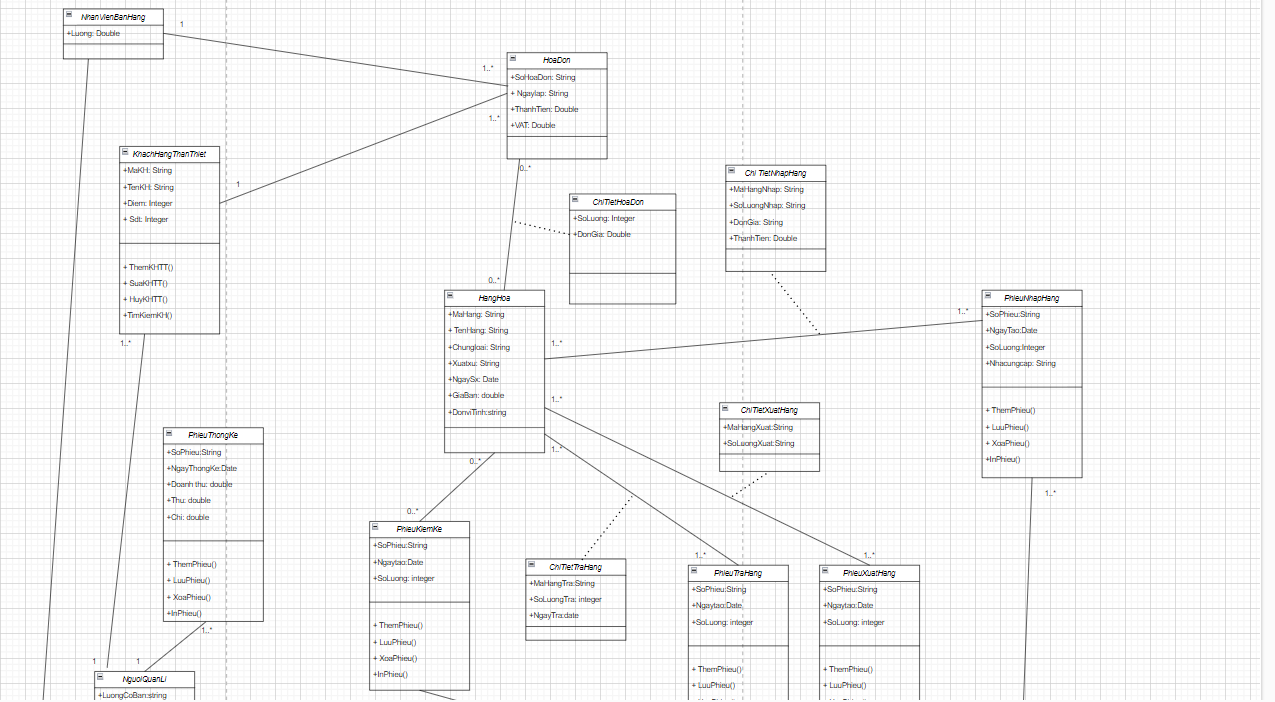 NhanVienBanHang
+Luong: Double
1
1..*
HoaDon
+SoHoaDon: String
+ Ngaylap: String
+ThanhTien: Double
+VAT: Double
1..*
0..*
KhachHangThanThiet
+MaKH: String
+TenKH: String
+Diem: Integer
+ Sdt: Integer
+ ThemKHTT()
+ SuaKHTT()
+ HuyKHTT()
+TimKiemKH()
1
1..*
ChiTietHoaDon
+SoLuong: Integer
+DonGia: Double
Chi TietNhapHang
+MaHangNhap: String
+SoLuongNhap: String
+DonGia: String
+ThanhTien: Double
0..*
HangHoa
+MaHang: String
+ TenHang: String
+Chungloai: String
+Xuatxu: String
+NgaySx: Date
+GiaBan: double
+DonviTinh:string
1..*
1..*
1..*
0..*
1..*
PhieuNhapHang
+SoPhieu:String
+NgayTao:Date
+SoLuong:Integer
+Nhacungcap: String
+ ThemPhieu()
+ LuuPhieu()
+ XoaPhieu()
+InPhieu()
1..*
ChiTietXuatHang
+MaHangXuat:String
+SoLuongXuat:String
PhieuThongKe
+SoPhieu:String
+NgayThongKe:Date
+Doanh thu: double
+Thu: double
+Chi: double
+ ThemPhieu()
+ LuuPhieu()
+ XoaPhieu()
+InPhieu()
1..*
0..*
PhieuKiemKe
+SoPhieu:String
+Ngaytao:Date
+SoLuong: integer
+ ThemPhieu()
+ LuuPhieu()
+ XoaPhieu()
+InPhieu()
ChiTietTraHang
+MaHangTra:String
+SoLuongTra: integer
+NgayTra:date
1..*
PhieuTraHang
+SoPhieu:String
+Ngaytao:Date
+SoLuong: integer
+ ThemPhieu()
+ LuuPhieu()
1..*
PhieuXuatHang
+SoPhieu:String
+Ngaytao:Date
+SoLuong: integer
+ ThemPhieu()
+ LuuPhieu()
1
1
NguoiQuanLi
+LuongCoBan:string